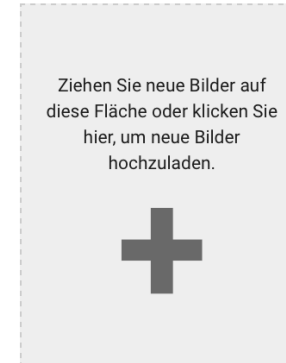 Ziehen Sie neue Bilder auf
diese Fläche oder klicken Sie
hier, um neue Bilder
hochzuladen.